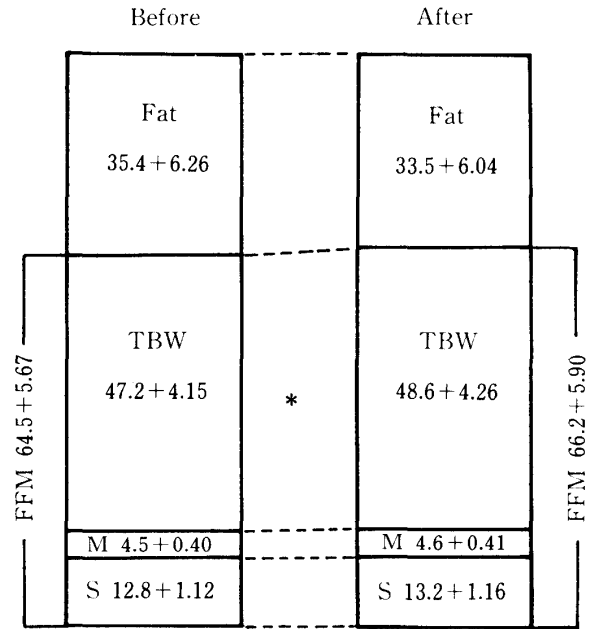 Before After
Fat
35.4+6.26
Fat
33.5+6.04
FFM 64.5+5.67
TBW
47.2+4.15
*
TBW
48.6+4.26
FFM 66.2+5.90
M 4.5+0.40
M 4.6+0.41
S 12.8+1.12
S 13.2+1.16